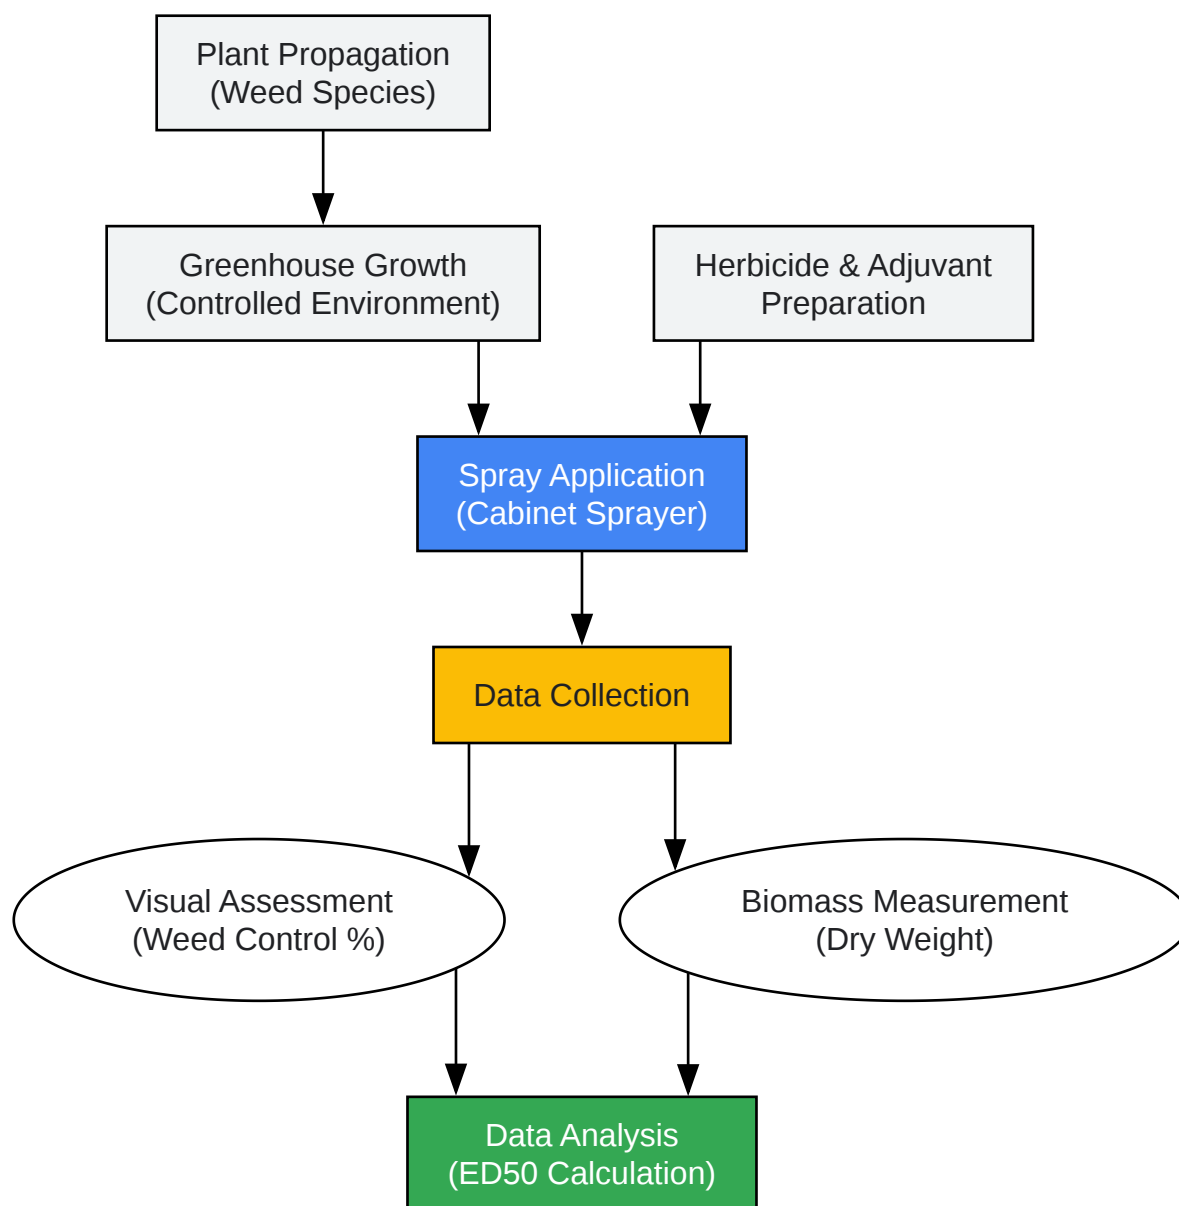 Plant Propagation
(Weed Species)
Greenhouse Growth
(Controlled Environment)
Herbicide & Adjuvant
Preparation
Spray Application
(Cabinet Sprayer)
Data Collection
Visual Assessment
(Weed Control %)
Biomass Measurement
(Dry Weight)
Data Analysis
(ED50 Calculation)